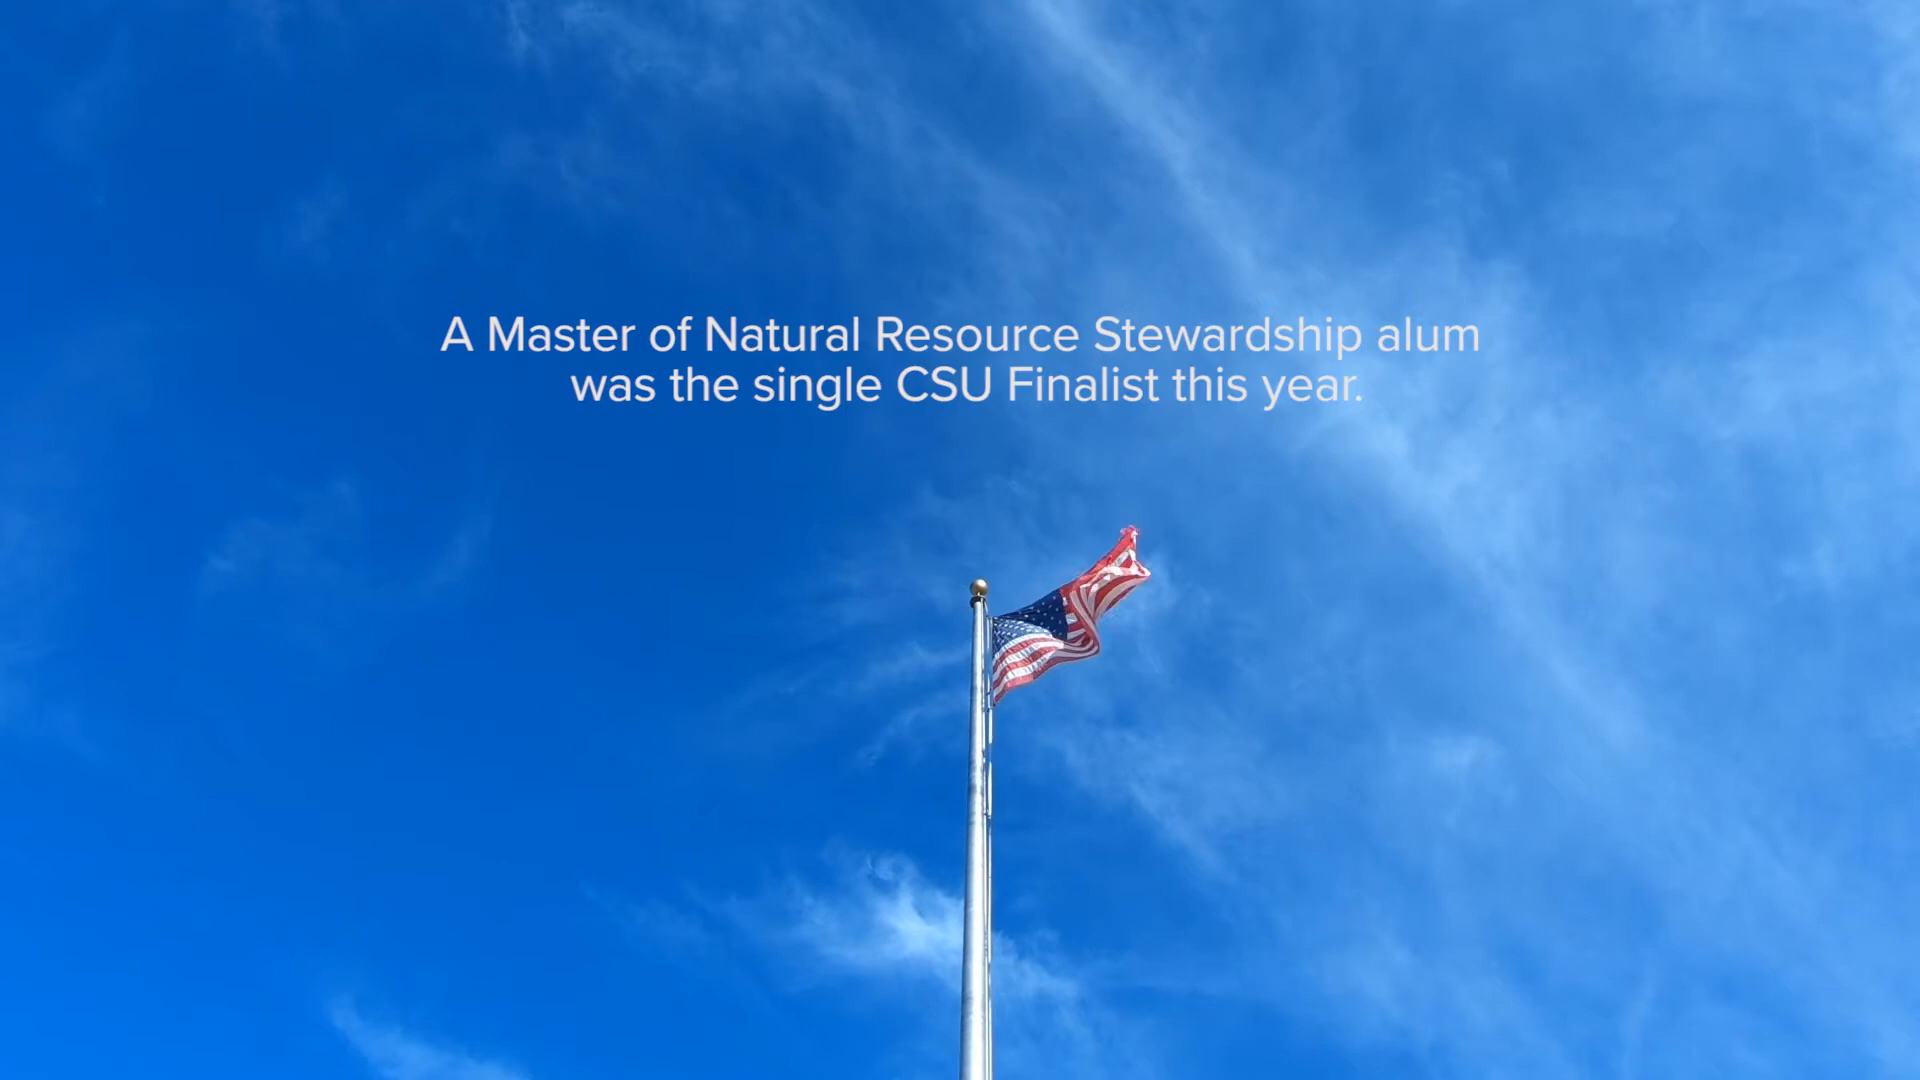 A Master of Natural Resource Stewardship alum
was the single CSU Finalist this year.